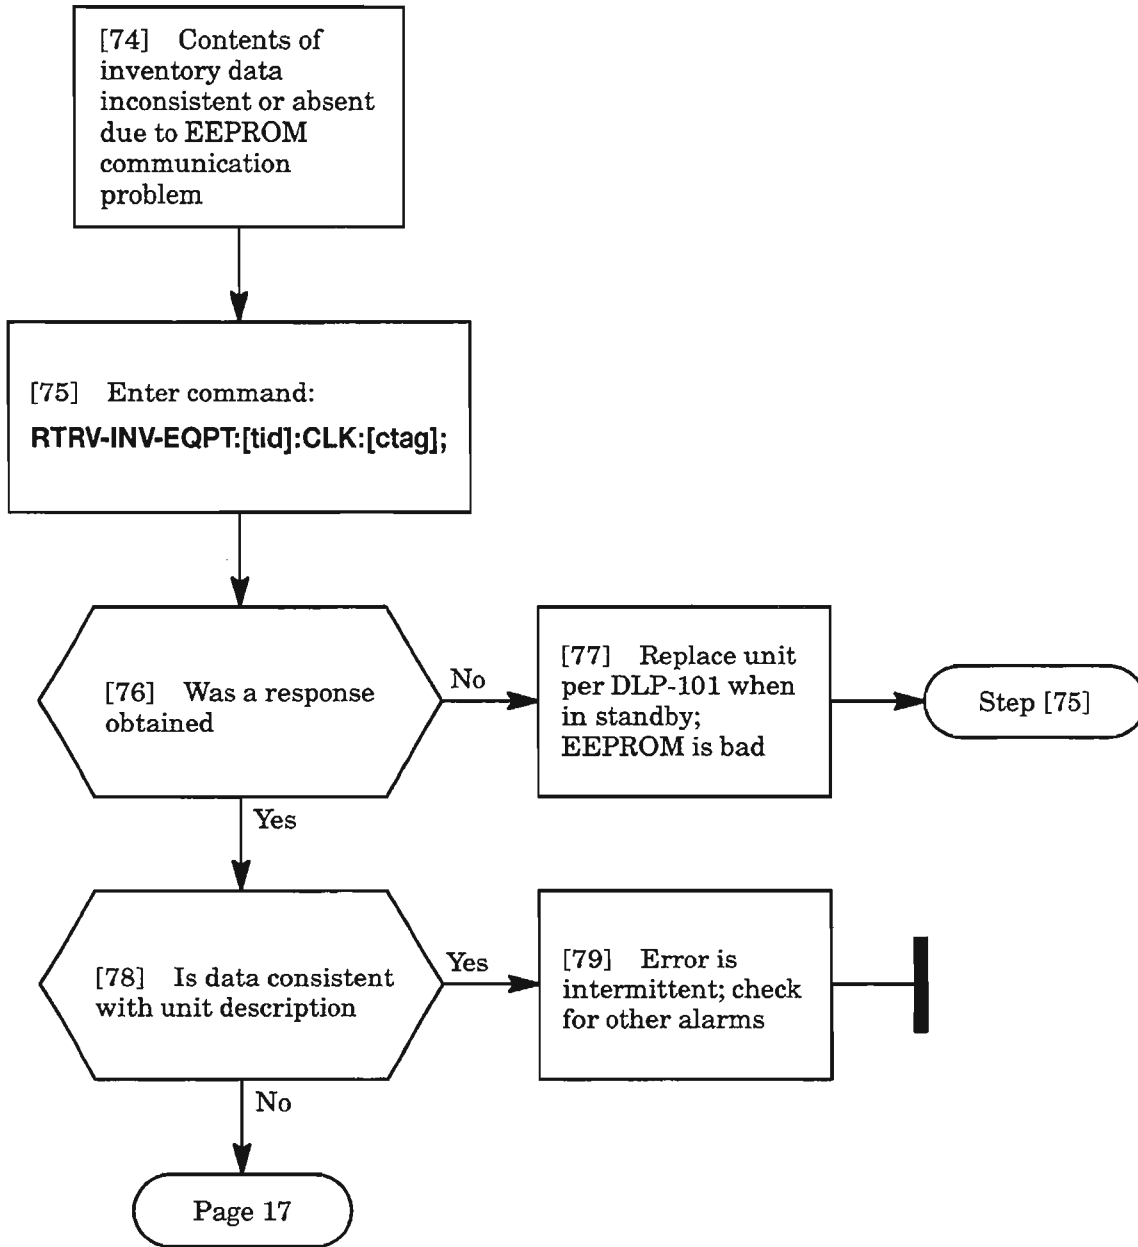 [74] Contents of
inventory data
inconsistent or absent
due to EEPROM
communication
problem
[75] Enter command:
RTRV-INV-EQPT:[tid]:CLK:[ctag];
[76] Was a response
obtained
No
[77] Replace unit
per DLP-101 when
in standby;
EEPROM is bad
Step [75]
Yes
[78] Is data consistent
with unit description
Yes
[79] Error is
intermittent; check
for other alarms
No
Page 17